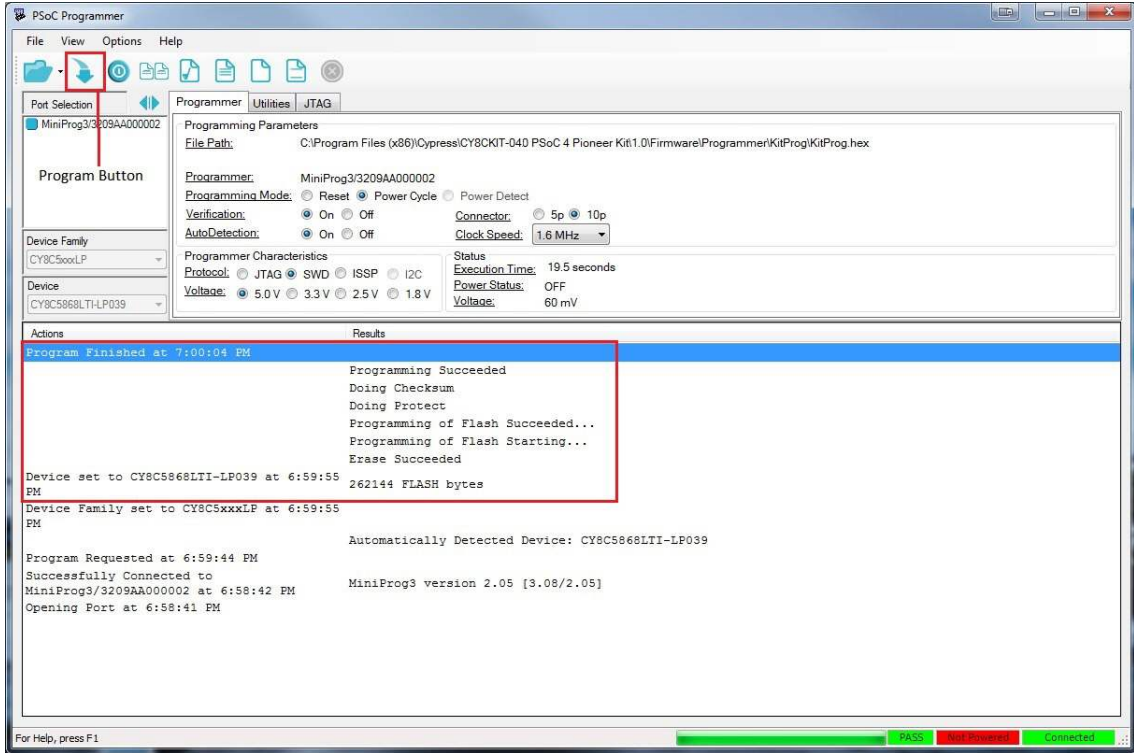 PSoC Programmer
File View Options Help
Port Selection
Programmer Utilities JTAG
MiniProg3/3209AA000002
Program Button
Programming Parameters
File Path: C:\Program Files (x86)\Cypress\CY8CKIT-040 PSoC 4 Pioneer Kit\1.0\Firmware\Programmer\KitProg\KitProg.hex
Programmer: MiniProg3/3209AA000002
Programming Mode: Reset Power Cycle Power Detect
Verification: On Off Connector: 5p 10p
AutoDetection: On Off Clock Speed: 1.6 MHz
Device Family
CY8C5xxxLP
Device
CY8C5868LTI-LP039
Programmer Characteristics
Protocol: JTAG SWD ISSP I2C
Voltage: 5.0 V 3.3 V 2.5 V 1.8 V
Status
Execution Time: 19.5 seconds
Power Status: OFF
Voltage: 60 mV
Actions Results
Program Finished at 7:00:04 PM
Programming Succeeded
Doing Checksum
Doing Protect
Programming of Flash Succeeded...
Programming of Flash Starting...
Erase Succeeded
Device set to CY8C5868LTI-LP039 at 6:59:55
PM
262144 FLASH bytes
Device Family set to CY8C5xxxLP at 6:59:55
PM
Automatically Detected Device: CY8C5868LTI-LP039
Program Requested at 6:59:44 PM
Successfully Connected to
MiniProg3/3209AA000002 at 6:58:42 PM
MiniProg3 version 2.05 [3.08/2.05]
Opening Port at 6:58:41 PM
For Help, press F1
PASS Not Powered Connected